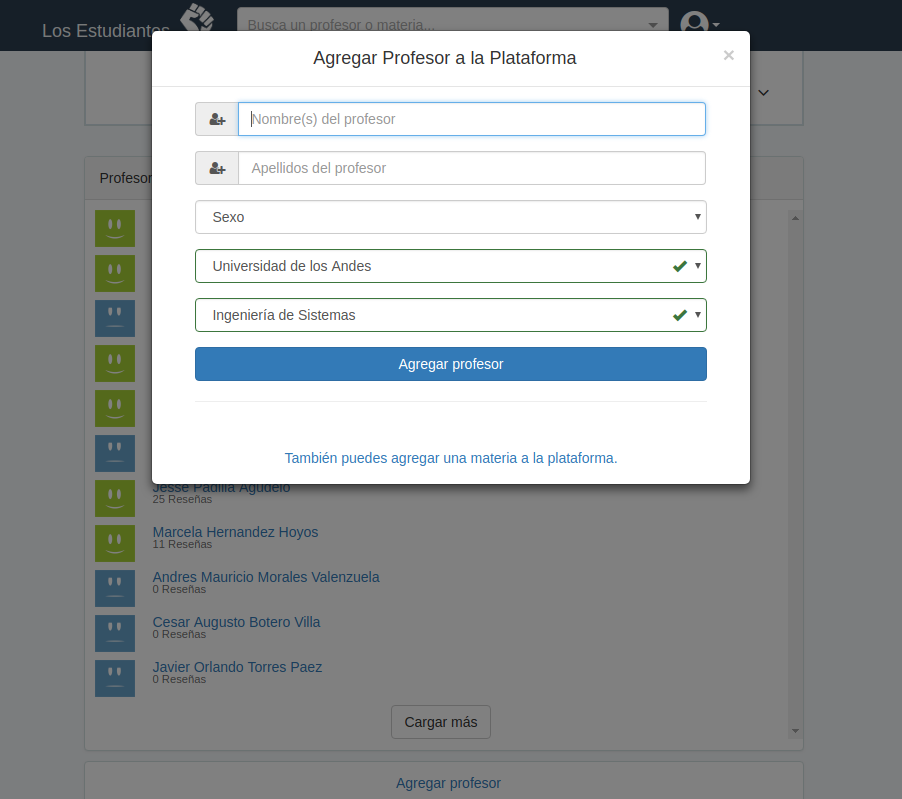 Los Estudiantes
Busca un profesor o materia...
Agregar Profesor a la Plataforma
×
Nombre(s) del profesor
Apellidos del profesor
Sexo
Universidad de los Andes
Ingeniería de Sistemas
Agregar profesor
También puedes agregar una materia a la plataforma.
Profesor
Jesse Padilla Agudelo
25 Reseñas
Marcela Hernandez Hoyos
11 Reseñas
Andres Mauricio Morales Valenzuela
0 Reseñas
Cesar Augusto Botero Villa
0 Reseñas
Javier Orlando Torres Paez
0 Reseñas
Cargar más
Agregar profesor